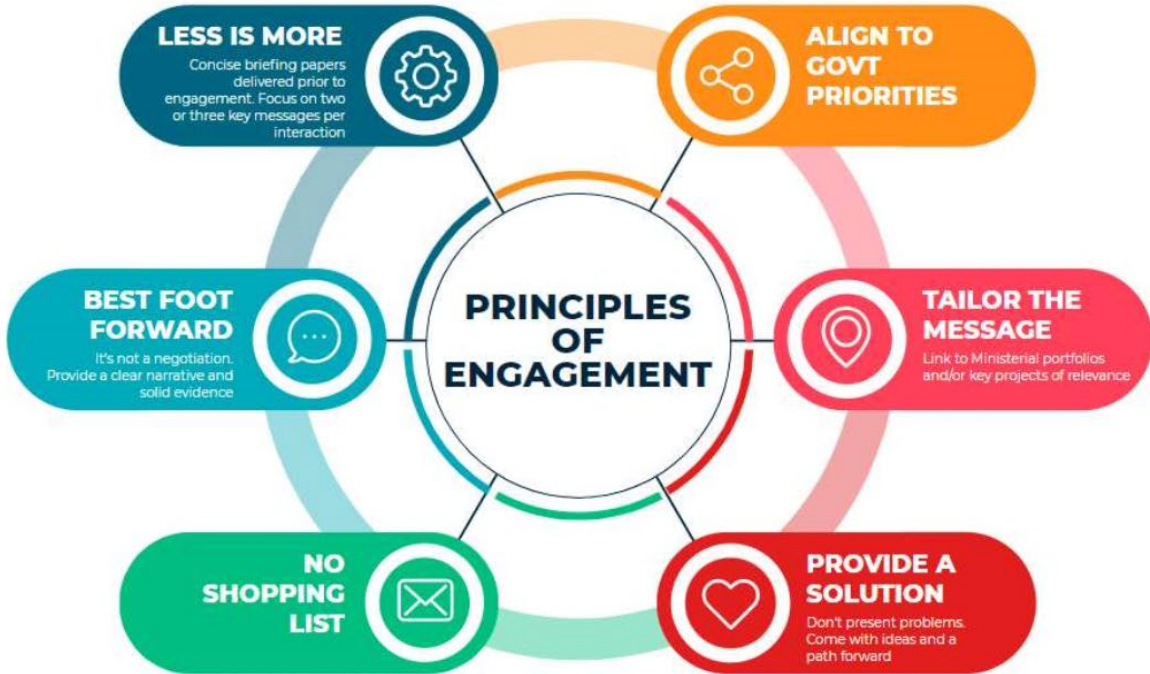 LESS IS MORE
Concise briefing papers
delivered prior to
engagement. Focus on two
or three key messages per
interaction
ALIGN TO
GOVT
PRIORITIES
BEST FOOT
FORWARD
It's not a negotiation.
Provide a clear narrative and
solid evidence
PRINCIPLES
OF
ENGAGEMENT
TAILOR THE
MESSAGE
Link to Ministerial portfolios
and/or key projects of relevance
NO
SHOPPING
LIST
PROVIDE A
SOLUTION
Don't present problems.
Come with ideas and a
path forward